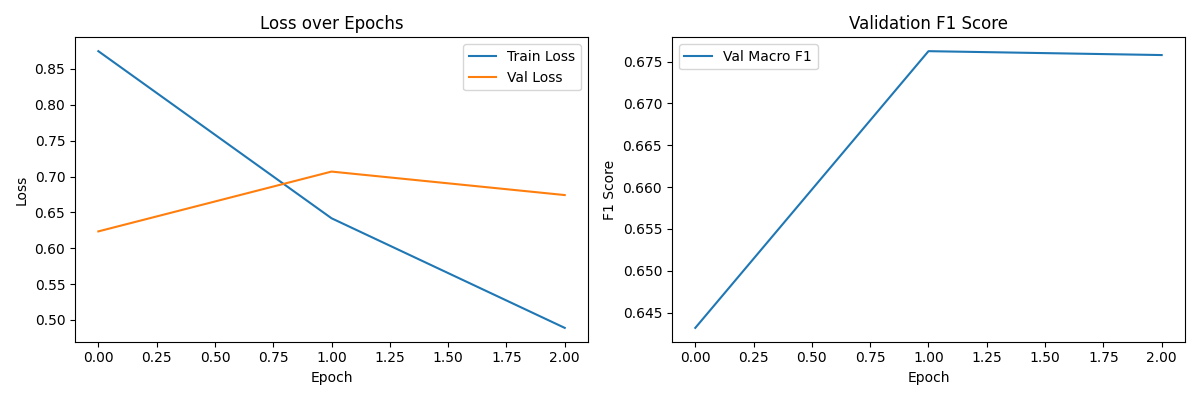 Loss over Epochs
Train Loss
Val Loss
0.85
0.80
0.75
0.70
0.65
0.60
0.55
0.50
Loss
0.00 0.25 0.50 0.75 1.00 1.25 1.50 1.75 2.00
Epoch
Validation F1 Score
Val Macro F1
0.675
0.670
0.665
0.660
0.655
0.650
0.645
F1 Score
0.00 0.25 0.50 0.75 1.00 1.25 1.50 1.75 2.00
Epoch